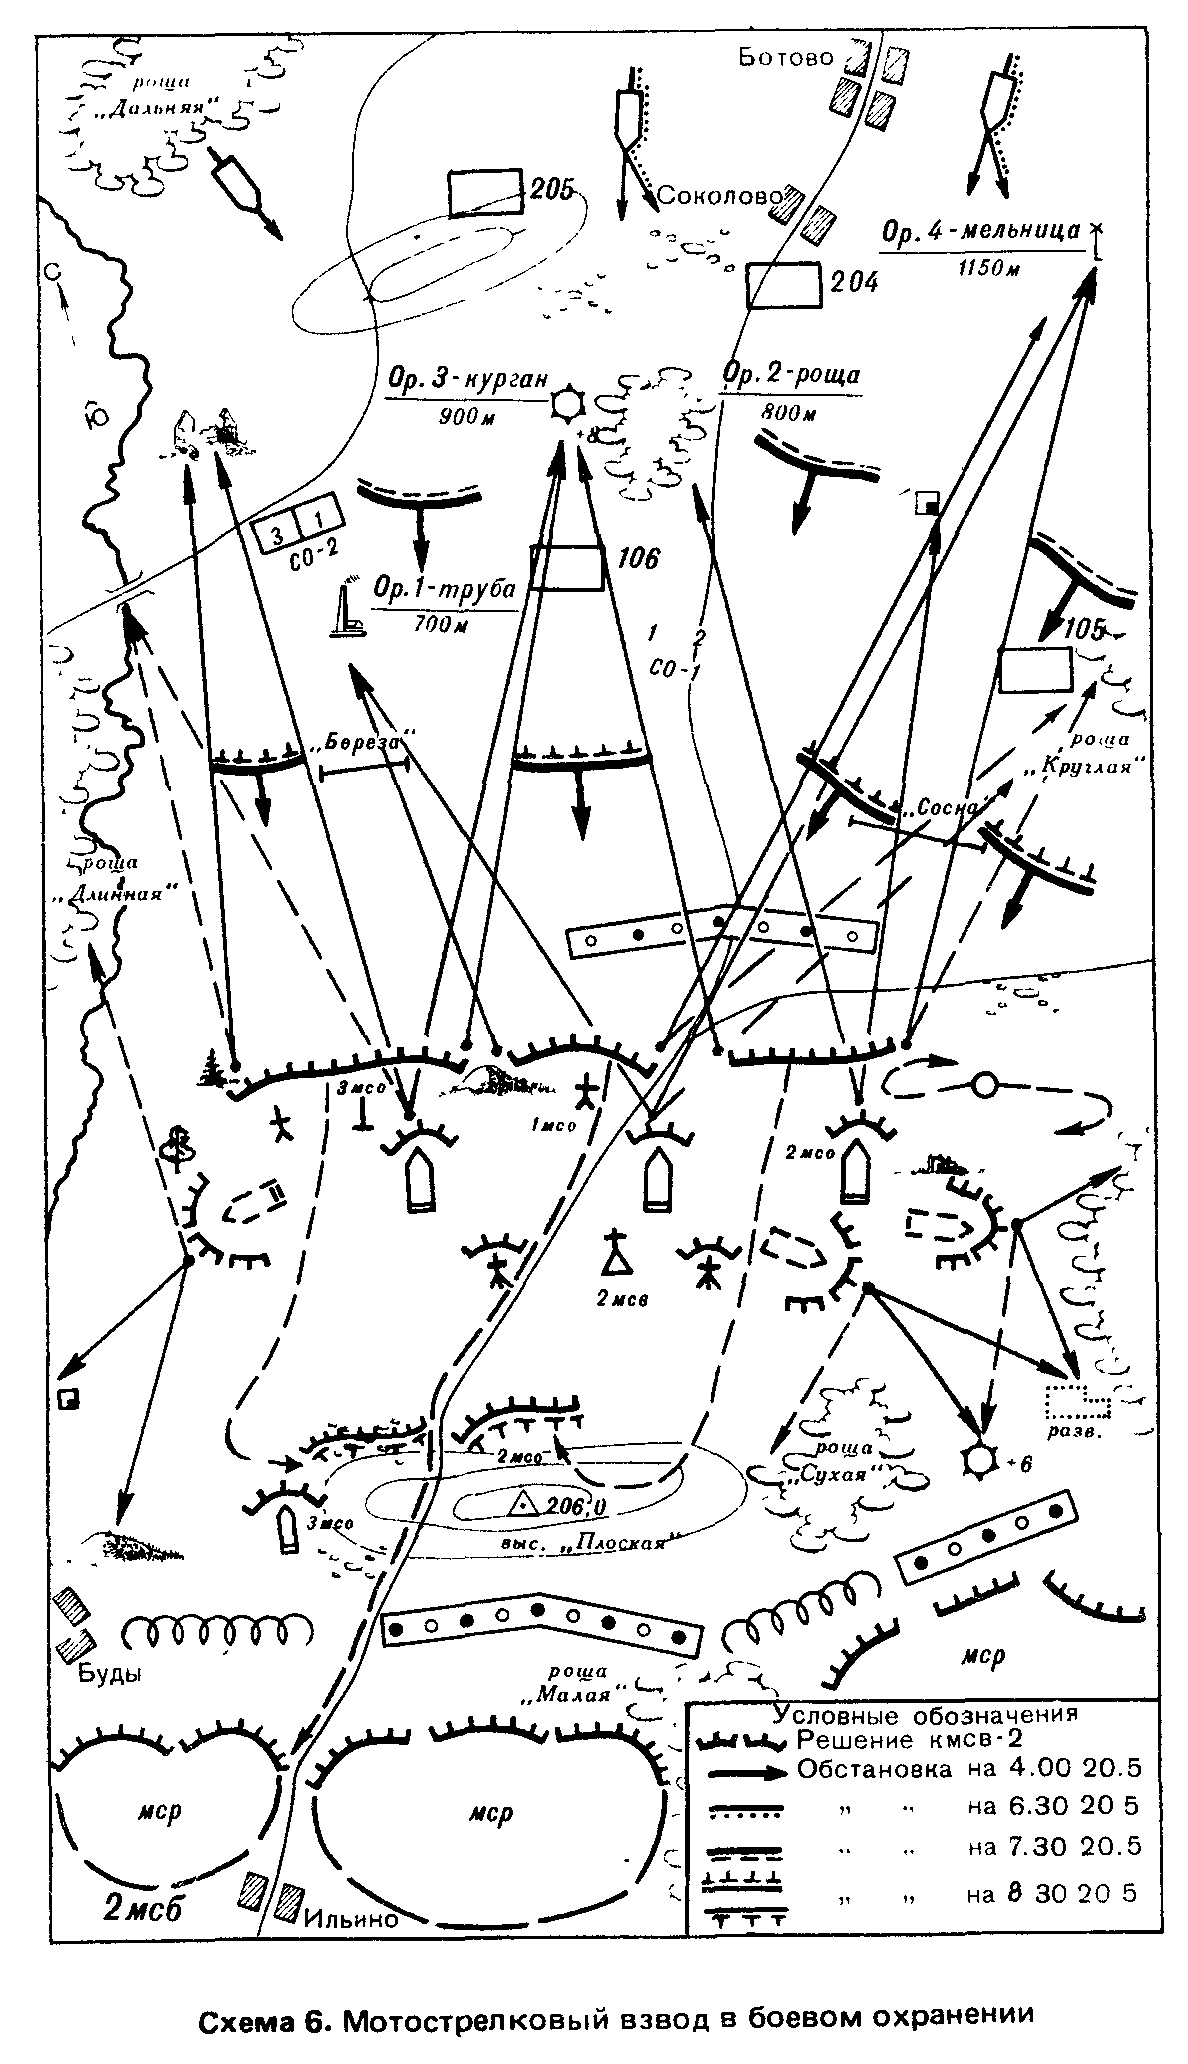 Ботово
роща
„Дальняя“
205
Соколово
Ор. 4-мельница
1150м
204
С
Ю
Ор. 3-курган
900м
+8
Ор. 2-роща
800м
3 1
СО-2
106
Ор. 1-труба
700м
1 2
СО-1
105
роща
„Круглая“
„Береза“
„Сосна“
роща
„Длинная“
3мсо
1мсо
2мсо
2мсв
разв.
роща
„Сухая“
+6
2мсо
206,0
3мсо
выс. „Плоская“
Буды
роща
„Малая“
мср
мср
мср
2мсб
Ильино
Условные обозначения
Решение кмсв-2
Обстановка на 4.00 20.5
„ „ на 6.30 20 5
„ „ на 7.30 20.5
„ „ на 8 30 20 5
Схема 6. Мотострелковый взвод в боевом охранении